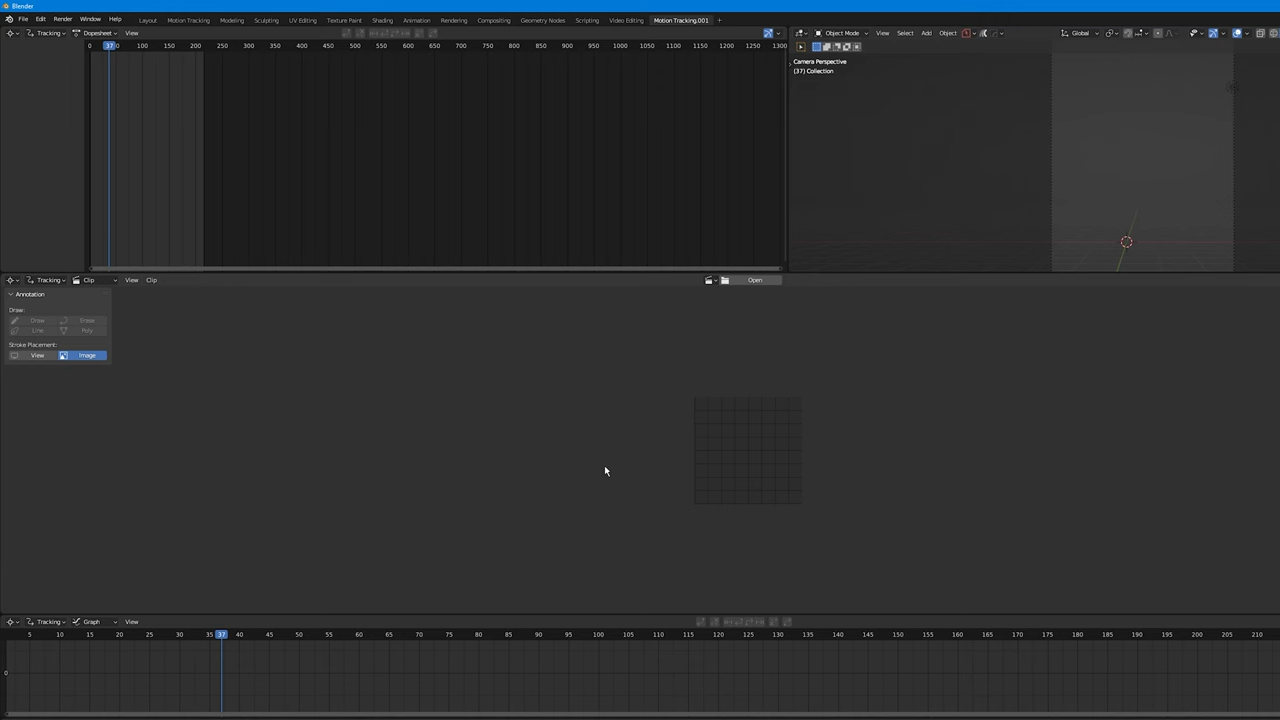 Blender
File Edit Render Window Help Layout Motion Tracking Modeling Sculpting UV Editing Texture Paint Shading Animation Rendering Compositing Geometry Nodes Scripting Video Editing Motion Tracking.001 +
Tracking Dopesheet View
0 37 50 100 150 200 250 300 350 400 450 500 550 600 650 700 750 800 850 900 950 1000 1050 1100 1150 1200 1250 1300
Object Mode View Select Add Object Global
Camera Perspective
(37) Collection
Tracking Clip View Clip Open
Annotation
Draw:
Draw Erase
Line Poly
Stroke Placement:
View Image
Tracking Graph View
5 10 15 20 25 30 35 37 40 45 50 55 60 65 70 75 80 85 90 95 100 105 110 115 120 125 130 135 140 145 150 155 160 165 170 175 180 185 190 195 200 205 210
0